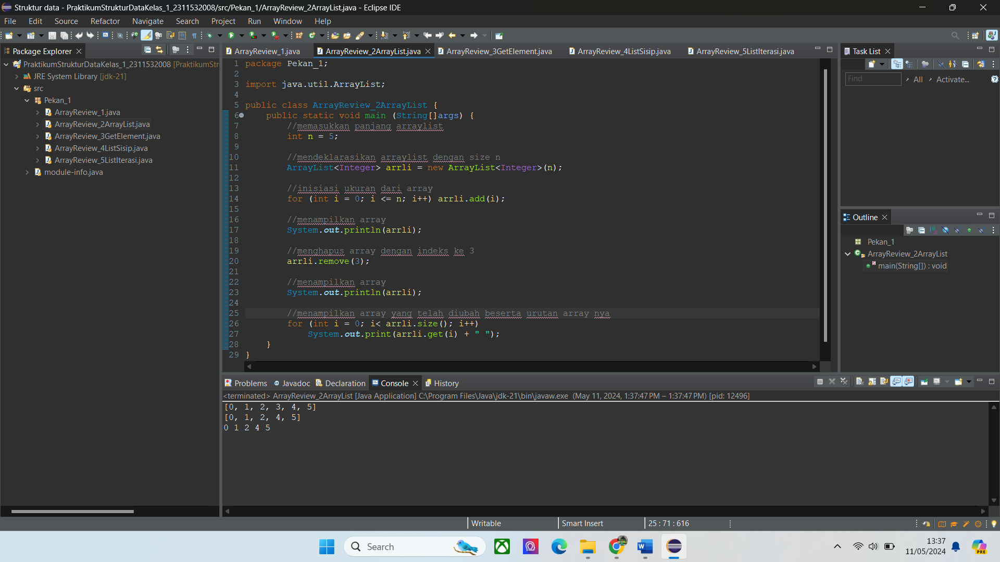 Struktur data - PraktikumStrukturDataKelas_1_2311532008/src/Pekan_1/ArrayReview_2ArrayList.java - Eclipse IDE
File Edit Source Refactor Navigate Search Project Run Window Help
Package Explorer
PraktikumStrukturDataKelas_1_2311532008 [PraktikumStr
JRE System Library [jdk-21]
src
Pekan_1
ArrayReview_1.java
ArrayReview_2ArrayList.java
ArrayReview_3GetElement.java
ArrayReview_4ListSisip.java
ArrayReview_5ListIterasi.java
module-info.java
ArrayReview_1.java ArrayReview_2ArrayList.java ArrayReview_3GetElement.java ArrayReview_4ListSisip.java ArrayReview_5ListIterasi.java
1 package Pekan_1;
2
3 import java.util.ArrayList;
4
5 public class ArrayReview_2ArrayList {
6 public static void main (String[]args) {
7 //memasukkan panjang arraylist
8 int n = 5;
9
10 //mendeklarasikan arraylist dengan size n
11 ArrayList<Integer> arrli = new ArrayList<Integer>(n);
12
13 //inisiasi ukuran dari array
14 for (int i = 0; i <= n; i++) arrli.add(i);
15
16 //menampilkan array
17 System.out.println(arrli);
18
19 //menghapus array dengan indeks ke 3
20 arrli.remove(3);
21
22 //menampilkan array
23 System.out.println(arrli);
24
25 //menampilkan array yang telah diubah beserta urutan array nya
26 for (int i = 0; i< arrli.size(); i++)
27 System.out.print(arrli.get(i) + " ");
28 }
29 }
Task List
Find All Activate...
Outline
Pekan_1
ArrayReview_2ArrayList
main(String[]) : void
Problems Javadoc Declaration Console History
<terminated> ArrayReview_2ArrayList [Java Application] C:\Program Files\Java\jdk-21\bin\javaw.exe (May 11, 2024, 1:37:47 PM – 1:37:47 PM) [pid: 12496]
[0, 1, 2, 3, 4, 5]
[0, 1, 2, 4, 5]
0 1 2 4 5
Writable Smart Insert 25 : 71 : 616
Search
13:37
11/05/2024
PRE